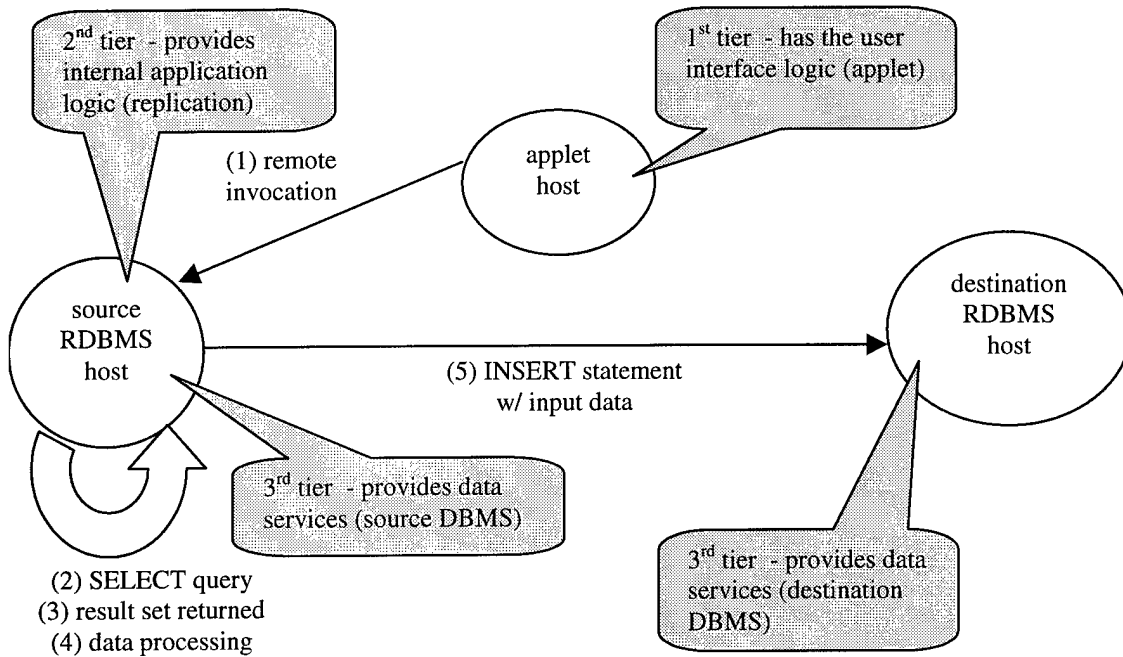 2nd tier - provides
internal application
logic (replication)
1st tier - has the user
interface logic (applet)
(1) remote
invocation
applet
host
source
RDBMS
host
destination
RDBMS
host
(5) INSERT statement
w/ input data
3rd tier - provides data
services (source DBMS)
3rd tier - provides data
services (destination
DBMS)
(2) SELECT query
(3) result set returned
(4) data processing